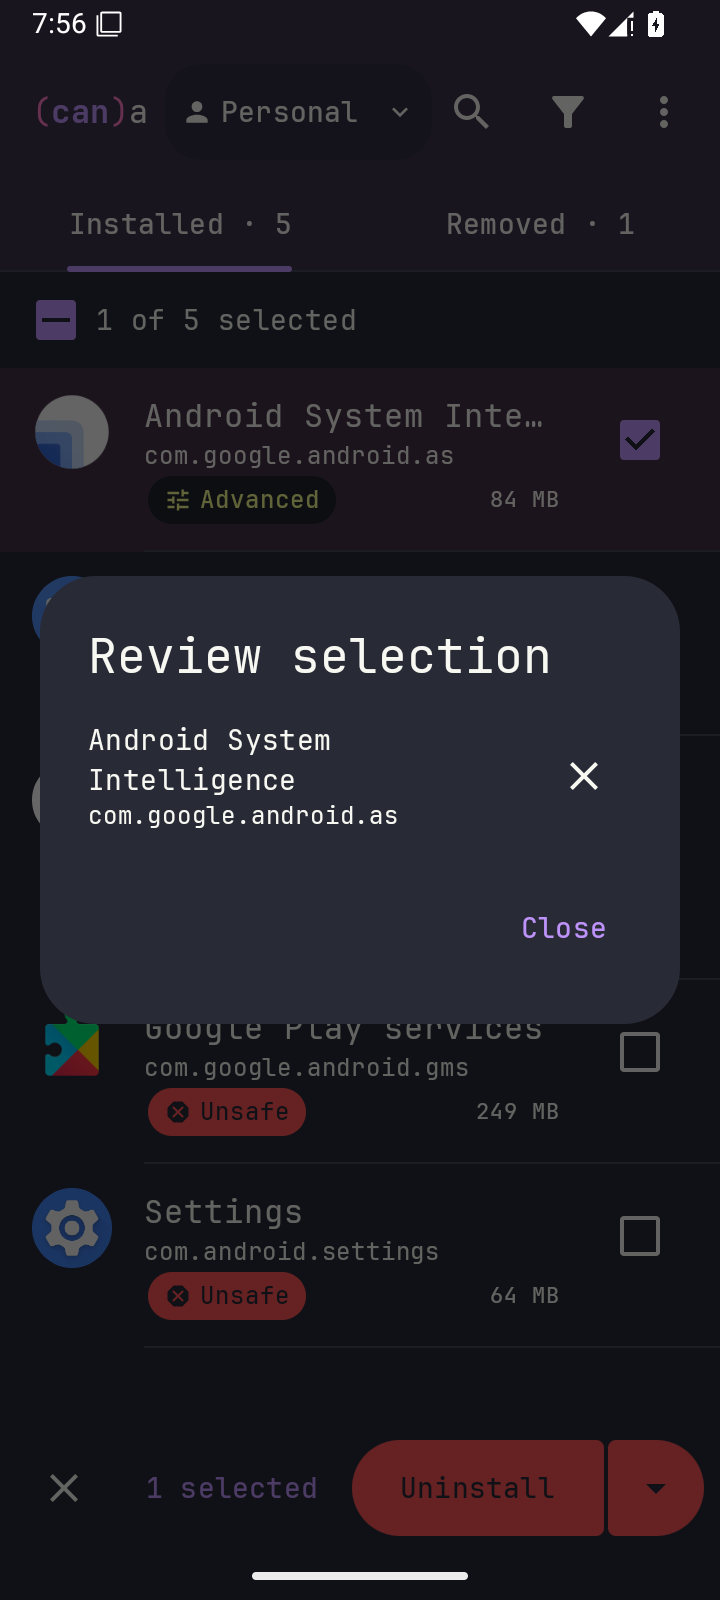 7:56
(can)a
Personal
Installed · 5
Removed · 1
1 of 5 selected
Android System Inte…
com.google.android.as
Advanced
84 MB
Review selection
Android System
Intelligence
com.google.android.as
Close
Google Play services
com.google.android.gms
Unsafe
249 MB
Settings
com.android.settings
Unsafe
64 MB
1 selected
Uninstall